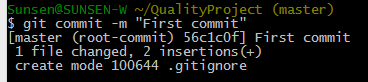 Sunsen@SUNSEN-W ~/QualityProject (master)
$ git commit -m "First commit"
[master (root-commit) 56c1c0f] First commit
 1 file changed, 2 insertions(+)
 create mode 100644 .gitignore